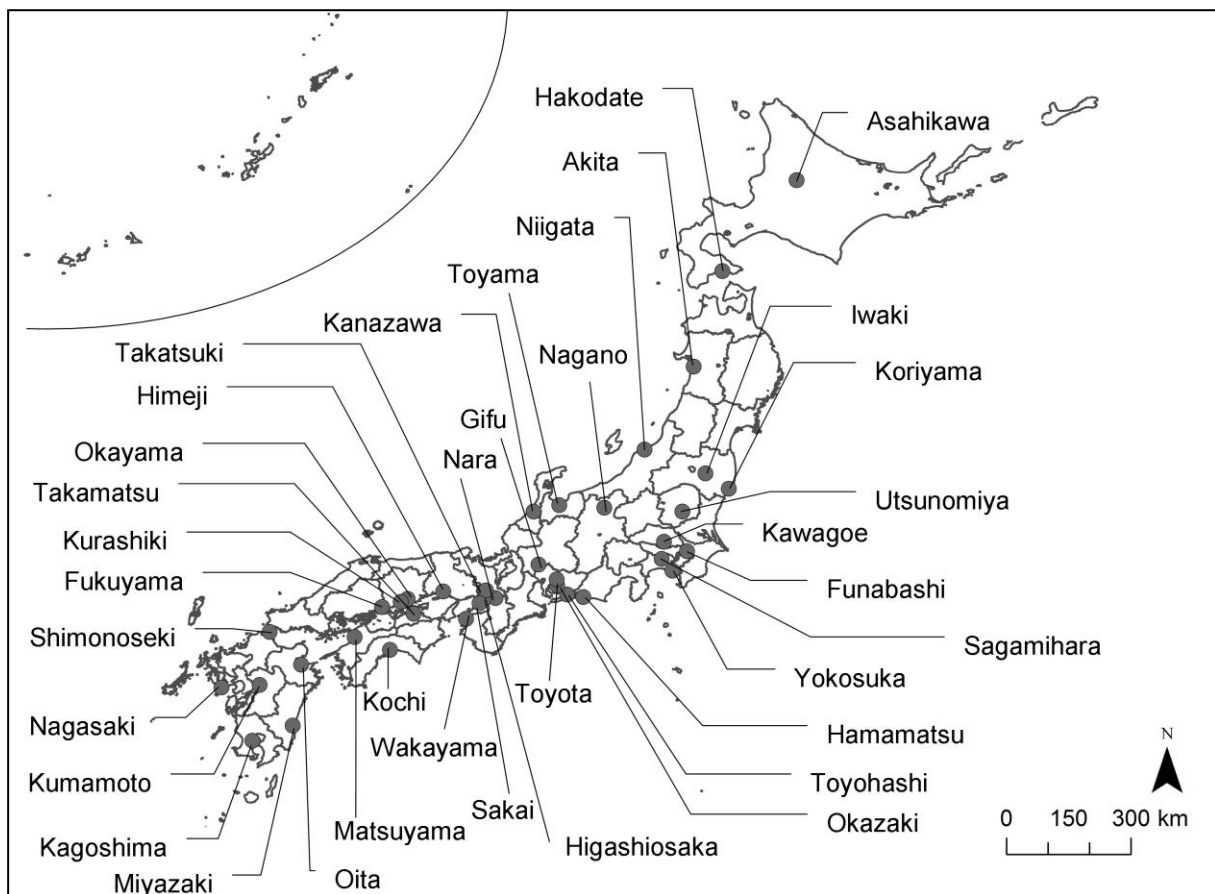 Hakodate
Asahikawa
Akita
Niigata
Toyama
Iwaki
Kanazawa
Takatsuki
Nagano
Koriyama
Himeji
Gifu
Okayama
Nara
Takamatsu
Utsunomiya
Kawagoe
Kurashiki
Fukuyama
Funabashi
Shimonoseki
Sagamihara
Yokosuka
Toyota
Kochi
Nagasaki
Hamamatsu
N
Wakayama
Kumamoto
Toyohashi
Sakai
Okazaki
0 150 300 km
Matsuyama
Kagoshima
Higashiosaka
Miyazaki
Oita